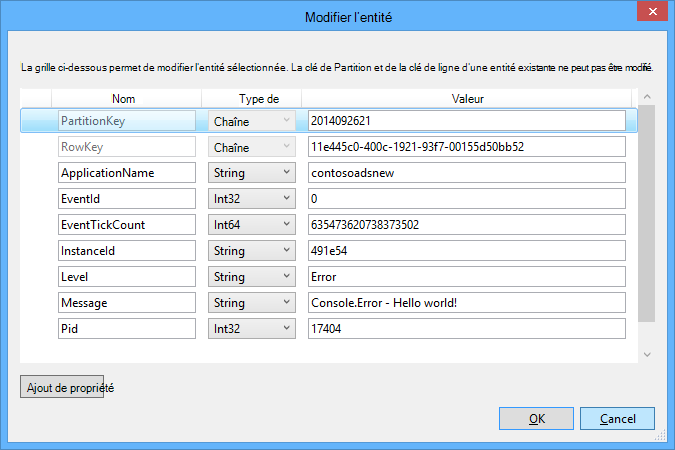 Modifier l'entité
La grille ci-dessous permet de modifier l'entité sélectionnée. La clé de Partition et de la clé de ligne d'une entité existante ne peut pas être modifié.
Nom Type de Valeur
PartitionKey Chaîne 2014092621
RowKey Chaîne 11e445c0-400c-1921-93f7-00155d50bb52
ApplicationName String contosoadsnew
EventId Int32 0
EventTickCount Int64 635473620738373502
InstanceId String 491e54
Level String Error
Message String Console.Error - Hello world!
Pid Int32 17404
Ajout de propriété
OK Cancel